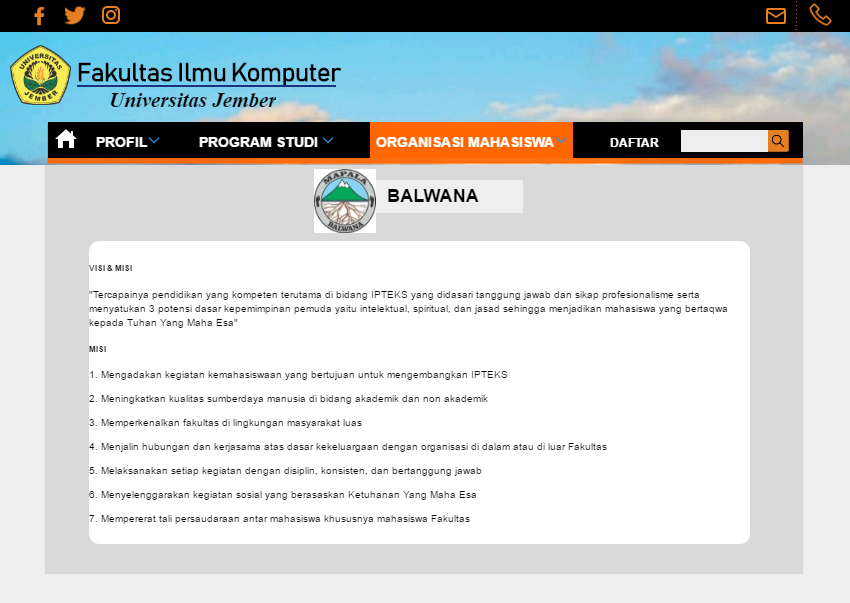 UNIVERSITAS
JEMBER
Fakultas Ilmu Komputer
Universitas Jember
PROFIL PROGRAM STUDI ORGANISASI MAHASISWA DAFTAR
MAPALA
BALWANA
BALWANA
VISI & MISI
"Tercapainya pendidikan yang kompeten terutama di bidang IPTEKS yang didasari tanggung jawab dan sikap profesionalisme serta
menyatukan 3 potensi dasar kepemimpinan pemuda yaitu intelektual, spiritual, dan jasad sehingga menjadikan mahasiswa yang bertaqwa
kepada Tuhan Yang Maha Esa"
MISI
1. Mengadakan kegiatan kemahasiswaan yang bertujuan untuk mengembangkan IPTEKS
2. Meningkatkan kualitas sumberdaya manusia di bidang akademik dan non akademik
3. Memperkenalkan fakultas di lingkungan masyarakat luas
4. Menjalin hubungan dan kerjasama atas dasar kekeluargaan dengan organisasi di dalam atau di luar Fakultas
5. Melaksanakan setiap kegiatan dengan disiplin, konsisten, dan bertanggung jawab
6. Menyelenggarakan kegiatan sosial yang berasaskan Ketuhanan Yang Maha Esa
7. Mempererat tali persaudaraan antar mahasiswa khususnya mahasiswa Fakultas